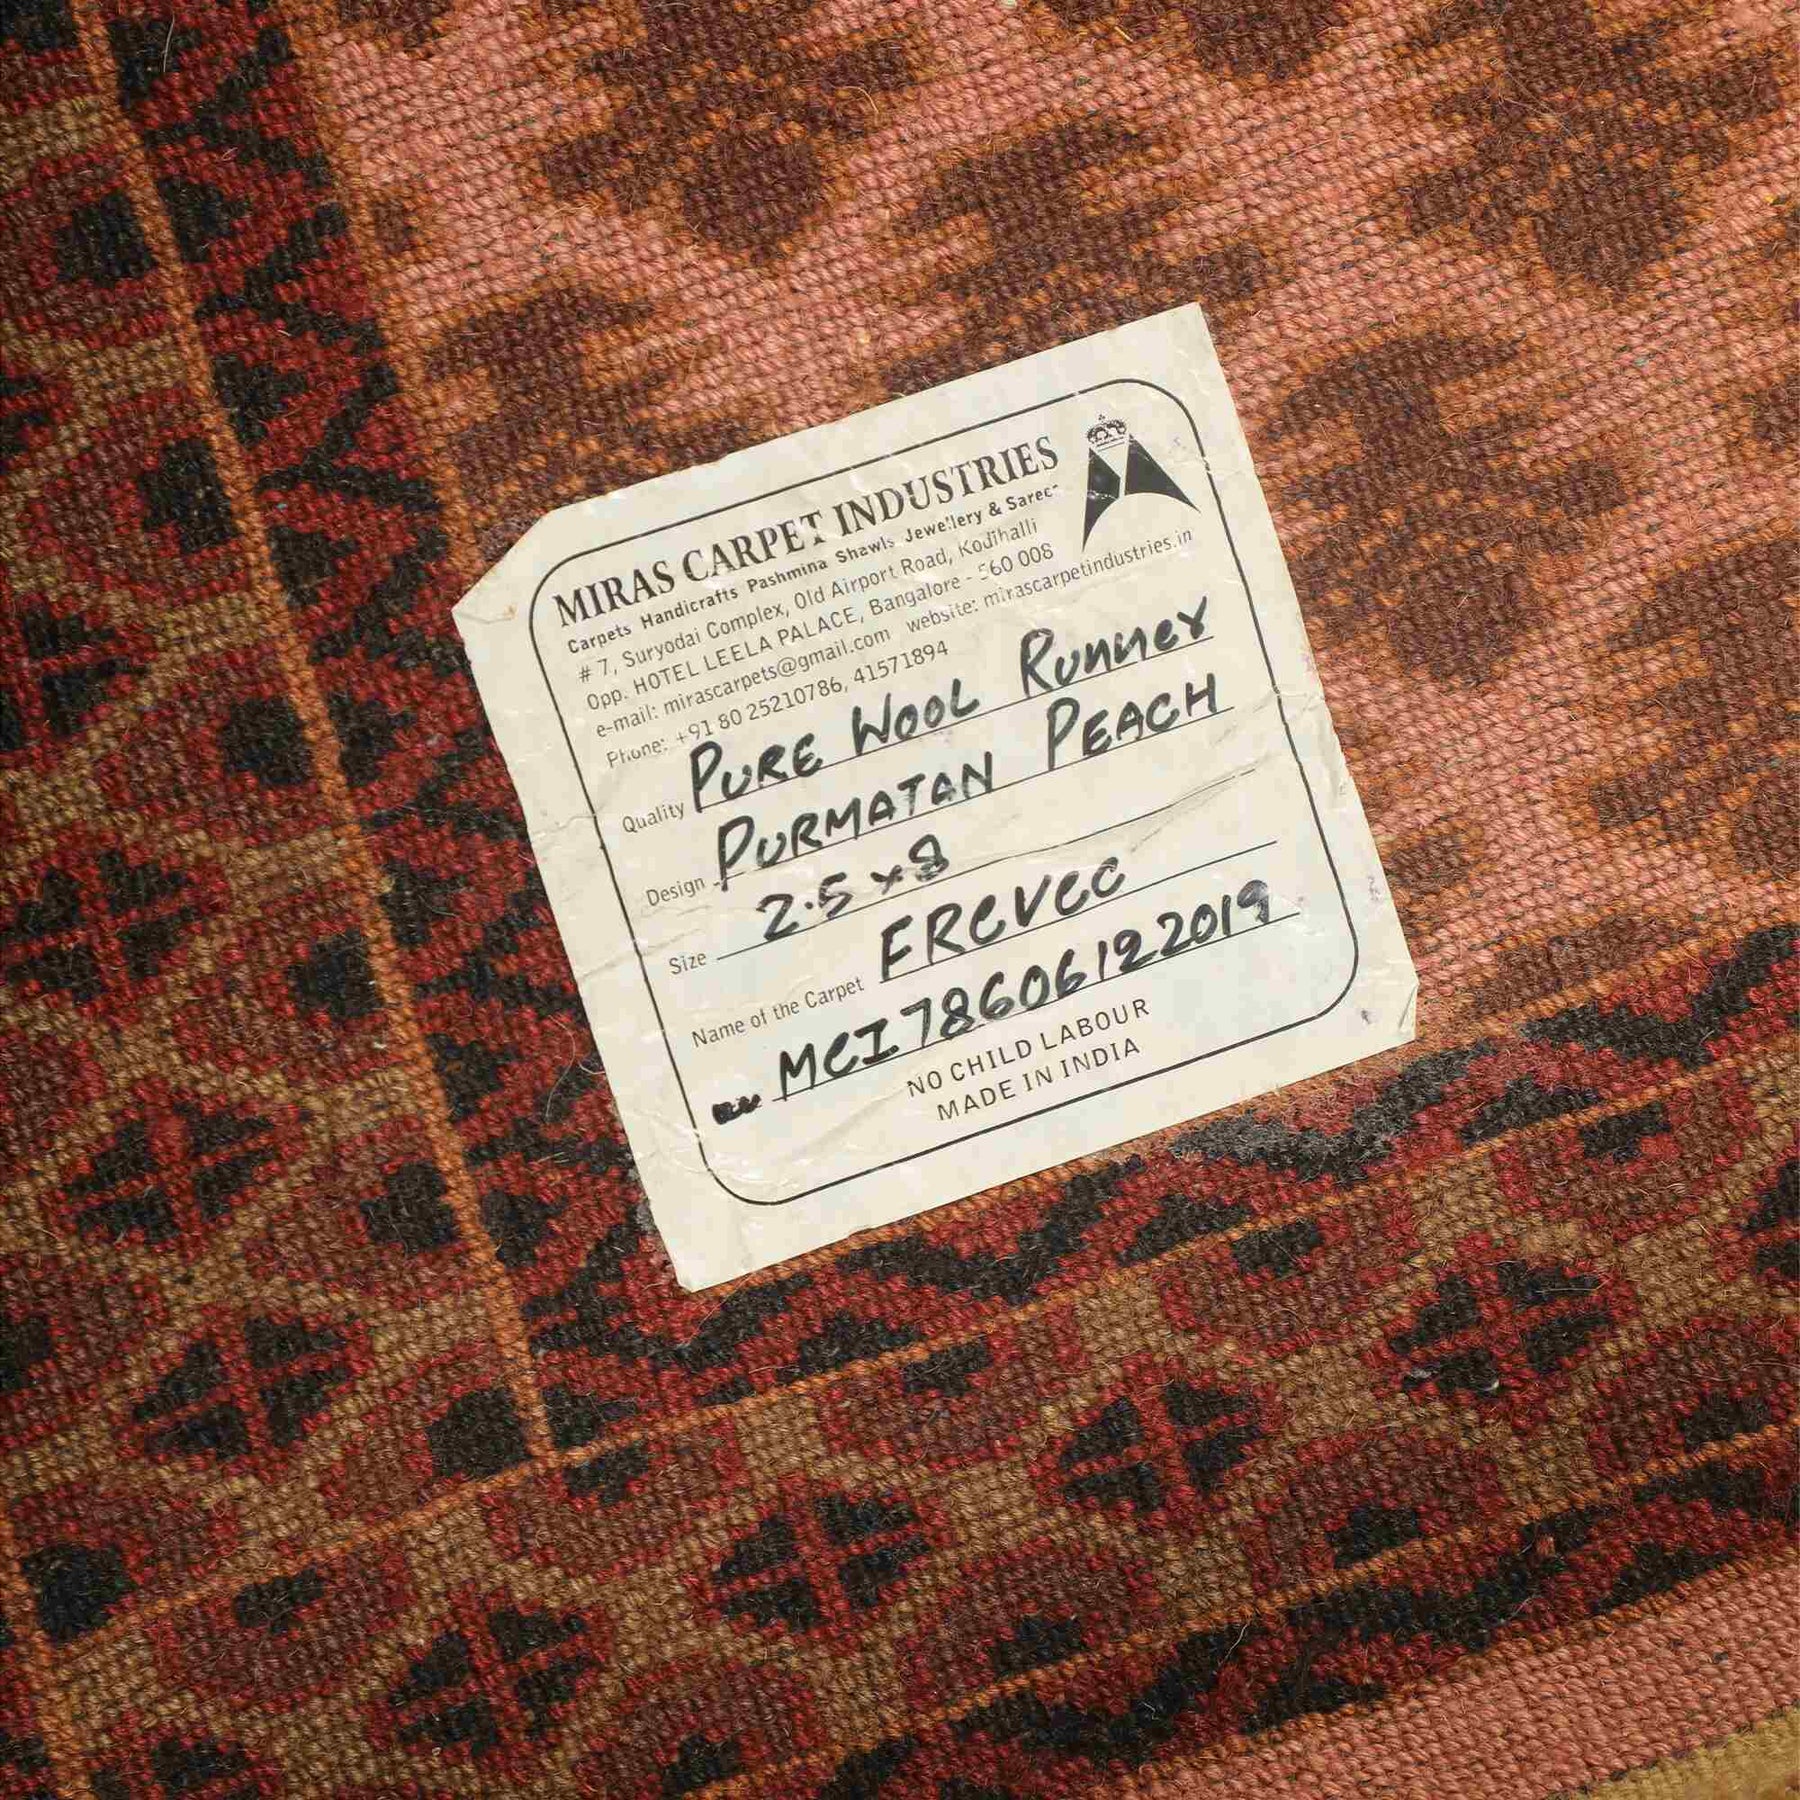 MIRAS CARPET INDUSTRIES
Carpets Handicrafts Pashmina Shawls Jewellery & Sarees
# 7, Suryodai Complex, Old Airport Road, Kodihalli
Opp. HOTEL LEELA PALACE, Bangalore - 560 008
e-mail: mirascarpets@gmail.com website: mirascarpetindustries.in
Phone: +91 80 25210786, 41571894
Quality PURE WOOL Runner
Design PURMATAN PEACH
Size 2.5 x 8
Name of the Carpet
MCI78606122019
NO CHILD LABOUR
MADE IN INDIA